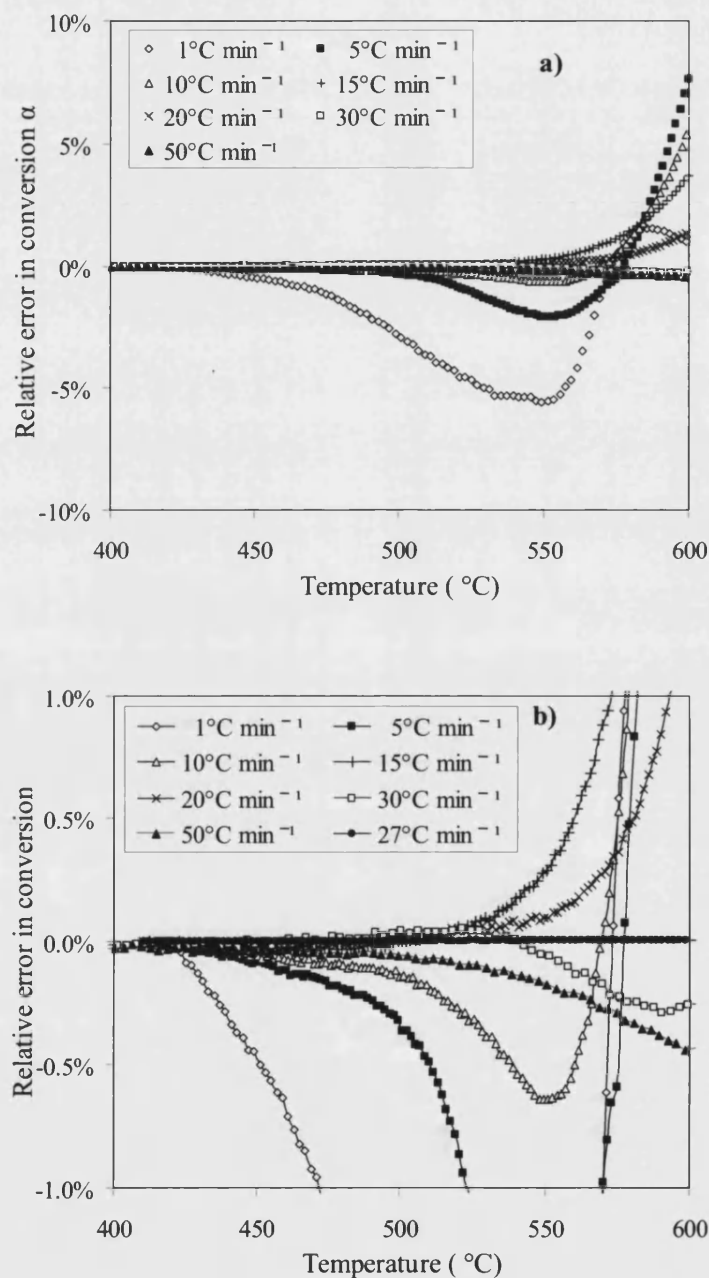 10%
5%
0%
-5%
-10%
Relative error in conversion α
a)
1°C min⁻¹ 5°C min⁻¹
10°C min⁻¹ 15°C min⁻¹
20°C min⁻¹ 30°C min⁻¹
50°C min⁻¹
400 450 500 550 600
Temperature ( °C)
1.0%
0.5%
0.0%
-0.5%
-1.0%
Relative error in conversion
b)
1°C min⁻¹ 5°C min⁻¹
10°C min⁻¹ 15°C min⁻¹
20°C min⁻¹ 30°C min⁻¹
50°C min⁻¹ 27°C min⁻¹
400 450 500 550 600
Temperature ( °C)